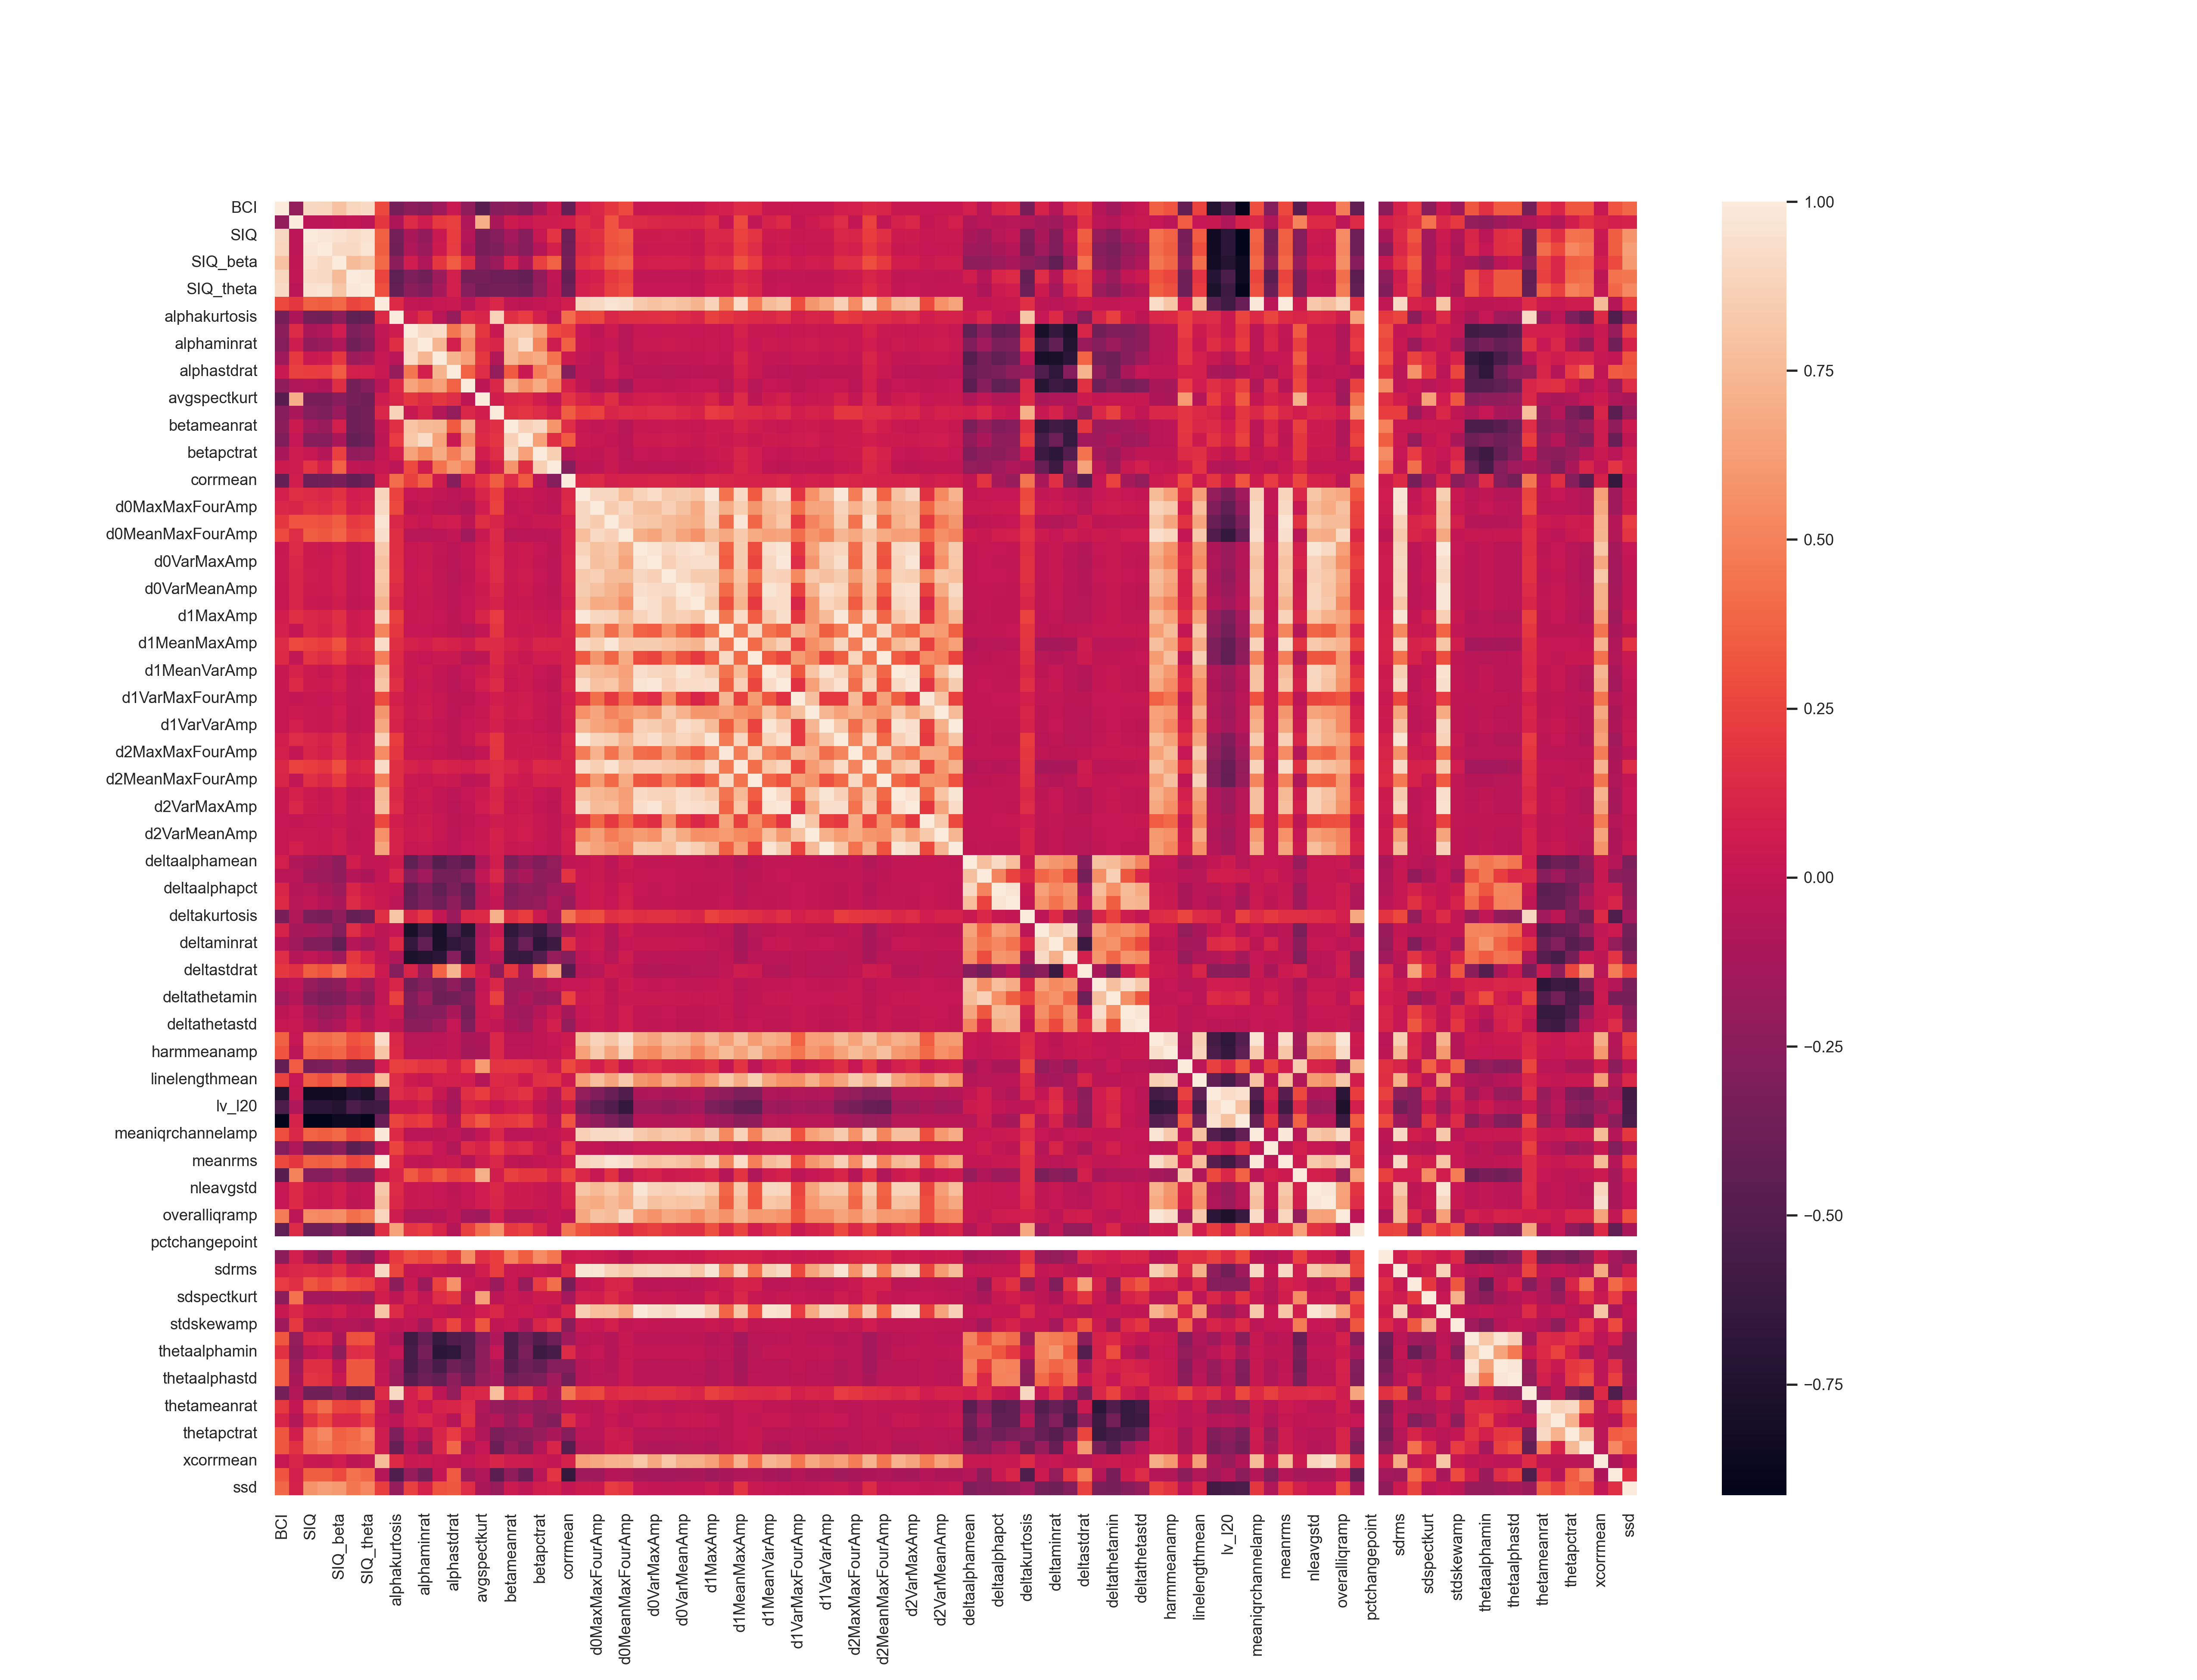 BCI
SIQ
SIQ_beta
SIQ_theta
alphakurtosis
alphaminrat
alphastdrat
avgspectkurt
betameanrat
betapctrat
corrmean
d0MaxMaxFourAmp
d0MeanMaxFourAmp
d0VarMaxAmp
d0VarMeanAmp
d1MaxAmp
d1MeanMaxAmp
d1MeanVarAmp
d1VarMaxFourAmp
d1VarVarAmp
d2MaxMaxFourAmp
d2MeanMaxFourAmp
d2VarMaxAmp
d2VarMeanAmp
deltaalphamean
deltaalphapct
deltakurtosis
deltaminrat
deltastdrat
deltathetamin
deltathetastd
harmmeanamp
linelengthmean
lv_l20
meaniqrchannelamp
meanrms
nleavgstd
overalliqramp
pctchangepoint
sdrms
sdspectkurt
stdskewamp
thetaalphamin
thetaalphastd
thetameanrat
thetapctrat
xcorrmean
ssd
BCI
SIQ
SIQ_beta
SIQ_theta
alphakurtosis
alphaminrat
alphastdrat
avgspectkurt
betameanrat
betapctrat
corrmean
d0MaxMaxFourAmp
d0MeanMaxFourAmp
d0VarMaxAmp
d0VarMeanAmp
d1MaxAmp
d1MeanMaxAmp
d1MeanVarAmp
d1VarMaxFourAmp
d1VarVarAmp
d2MaxMaxFourAmp
d2MeanMaxFourAmp
d2VarMaxAmp
d2VarMeanAmp
deltaalphamean
deltaalphapct
deltakurtosis
deltaminrat
deltastdrat
deltathetamin
deltathetastd
harmmeanamp
linelengthmean
lv_l20
meaniqrchannelamp
meanrms
nleavgstd
overalliqramp
pctchangepoint
sdrms
sdspectkurt
stdskewamp
thetaalphamin
thetaalphastd
thetameanrat
thetapctrat
xcorrmean
ssd
1.00
0.75
0.50
0.25
0.00
−0.25
−0.50
−0.75